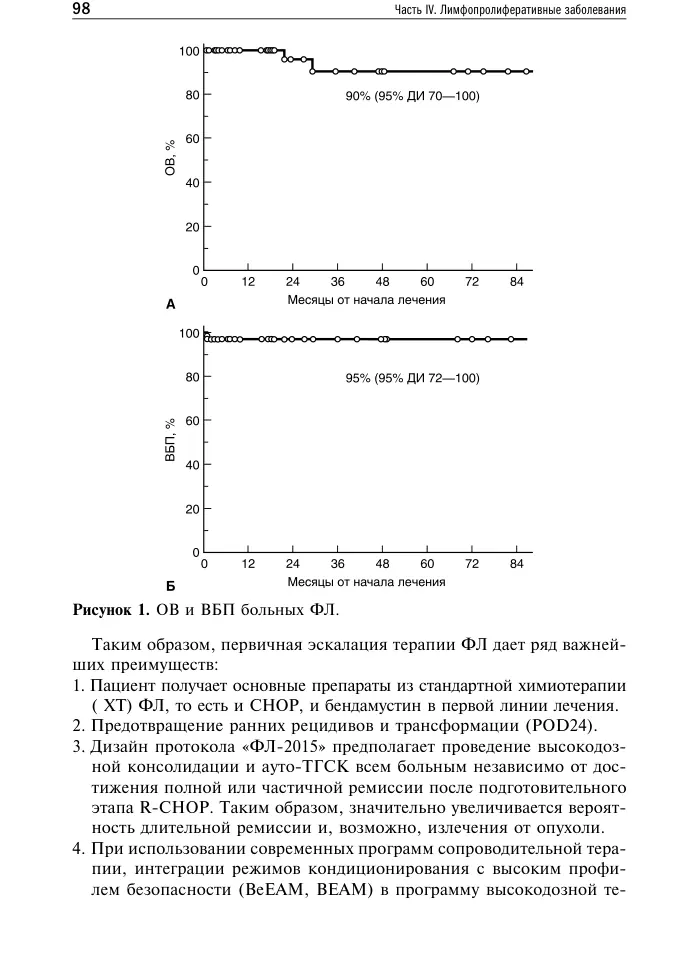 98
Часть IV. Лимфопролиферативные заболевания
100
80
60
40
20
0
ОВ, %
90% (95% ДИ 70—100)
0 12 24 36 48 60 72 84
Месяцы от начала лечения
А
100
80
60
40
20
0
ВБП, %
95% (95% ДИ 72—100)
0 12 24 36 48 60 72 84
Месяцы от начала лечения
Б
Рисунок 1. ОВ и ВБП больных ФЛ.
Таким образом, первичная эскалация терапии ФЛ дает ряд важней-
ших преимуществ:
1. Пациент получает основные препараты из стандартной химиотерапии
( ХТ) ФЛ, то есть и CHOP, и бендамустин в первой линии лечения.
2. Предотвращение ранних рецидивов и трансформации (POD24).
3. Дизайн протокола «ФЛ-2015» предполагает проведение высокодоз-
ной консолидации и ауто-ТГСК всем больным независимо от дос-
тижения полной или частичной ремиссии после подготовительного
этапа R-CHOP. Таким образом, значительно увеличивается вероят-
ность длительной ремиссии и, возможно, излечения от опухоли.
4. При использовании современных программ сопроводительной тера-
пии, интеграции режимов кондиционирования с высоким профи-
лем безопасности (BeEAM, BEAM) в программу высокодозной те-